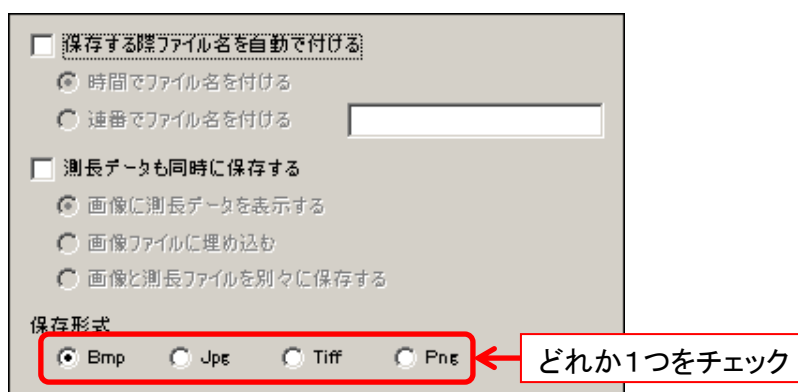 保存する際ファイル名を自動で付ける
時間でファイル名を付ける
連番でファイル名を付ける
測長データも同時に保存する
画像に測長データを表示する
画像ファイルに埋め込む
画像と測長ファイルを別々に保存する
保存形式
Bmp Jpg Tiff Png
どれか１つをチェック